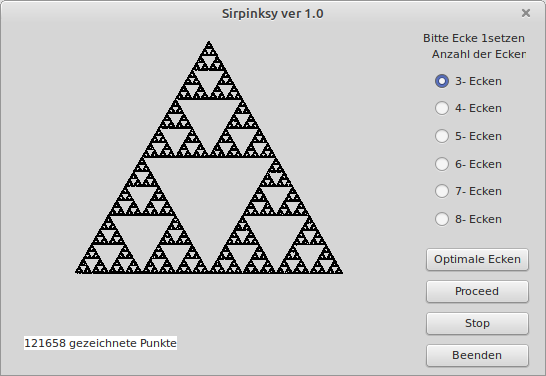 Sirpinksy ver 1.0
Bitte Ecke 1setzen
Anzahl der Ecker
3- Ecken
4- Ecken
5- Ecken
6- Ecken
7- Ecken
8- Ecken
Optimale Ecken
Proceed
Stop
Beenden
121658 gezeichnete Punkte